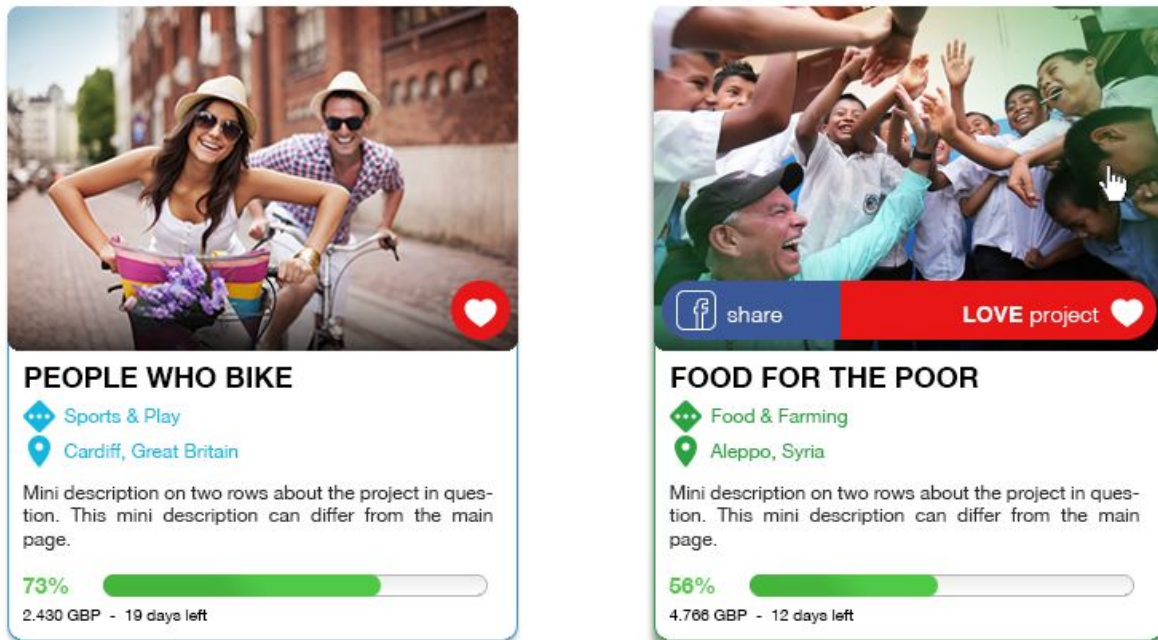 PEOPLE WHO BIKE
Sports & Play
Cardiff, Great Britain
Mini description on two rows about the project in ques-
tion. This mini description can differ from the main
page.
73%
2.430 GBP - 19 days left
f share
LOVE project
FOOD FOR THE POOR
Food & Farming
Aleppo, Syria
Mini description on two rows about the project in ques-
tion. This mini description can differ from the main
page.
56%
4.766 GBP - 12 days left